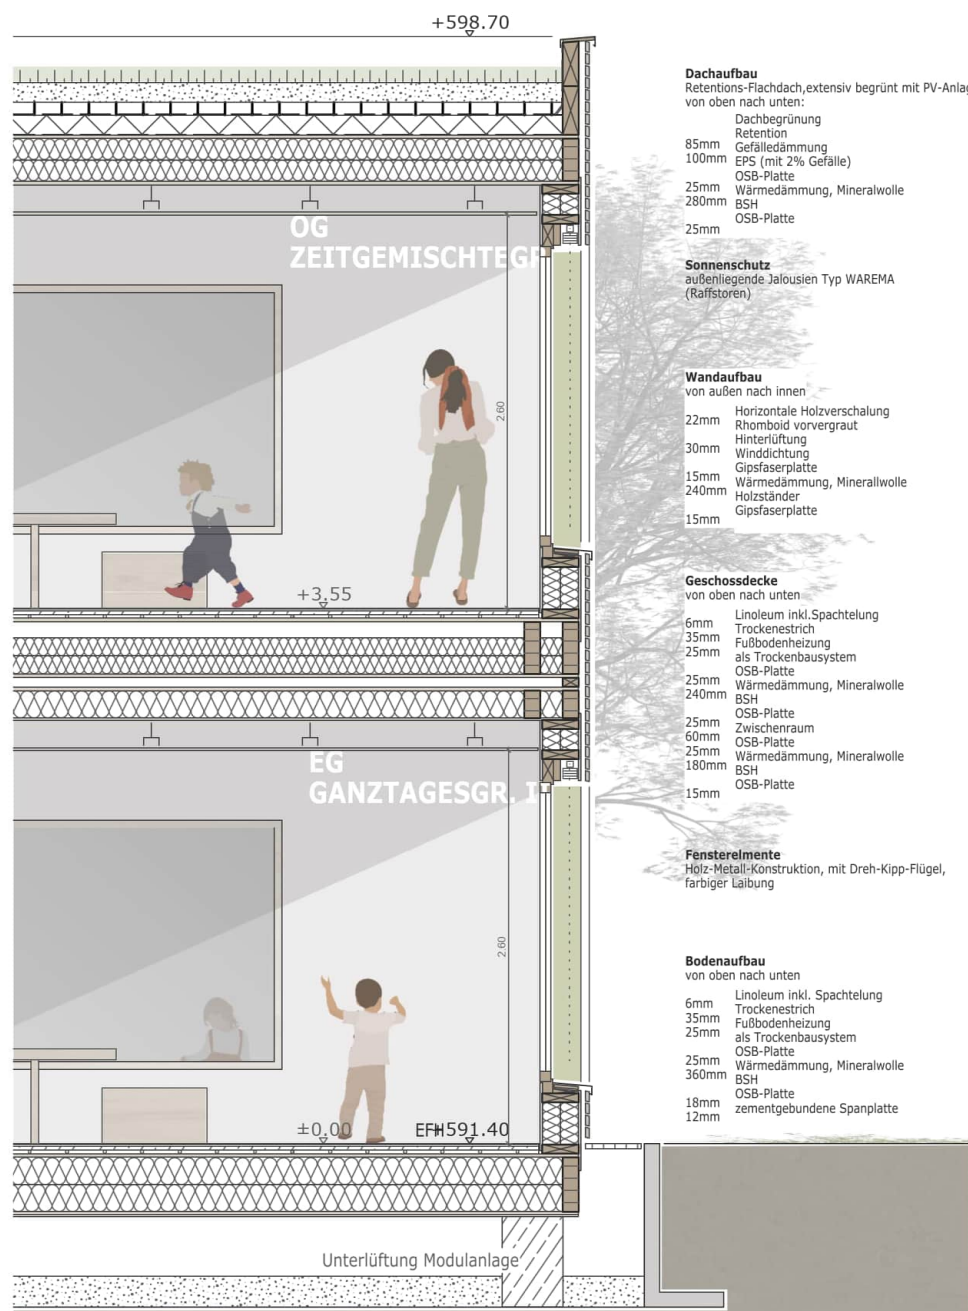 +598.70
Dachaufbau
Retentions-Flachdach,extensiv begrünt mit PV-Anlag
von oben nach unten:
Dachbegrünung
Retention
85mm Gefälledämmung
100mm EPS (mit 2% Gefälle)
OSB-Platte
25mm Wärmedämmung, Mineralwolle
280mm BSH
OSB-Platte
25mm
OG
ZEITGEMISCHTEGR
Sonnenschutz
außenliegende Jalousien Typ WAREMA
(Raffstoren)
Wandaufbau
von außen nach innen
Horizontale Holzverschalung
22mm Rhomboid vorvergraut
Hinterlüftung
30mm Winddichtung
Gipsfaserplatte
15mm Wärmedämmung, Minerallwolle
240mm Holzständer
Gipsfaserplatte
15mm
2.60
+3.55
Geschossdecke
von oben nach unten
Linoleum inkl.Spachtelung
6mm Trockenestrich
35mm Fußbodenheizung
25mm als Trockenbausystem
OSB-Platte
25mm Wärmedämmung, Mineralwolle
240mm BSH
OSB-Platte
25mm Zwischenraum
60mm OSB-Platte
25mm Wärmedämmung, Mineralwolle
180mm BSH
OSB-Platte
15mm
EG
GANZTAGESGR. I
Fensterelmente
Holz-Metall-Konstruktion, mit Dreh-Kipp-Flügel,
farbiger Laibung
2.60
Bodenaufbau
von oben nach unten
Linoleum inkl. Spachtelung
6mm Trockenestrich
35mm Fußbodenheizung
25mm als Trockenbausystem
OSB-Platte
25mm Wärmedämmung, Mineralwolle
360mm BSH
OSB-Platte
18mm zementgebundene Spanplatte
12mm
±0.00
EFH 591.40
Unterlüftung Modulanlage